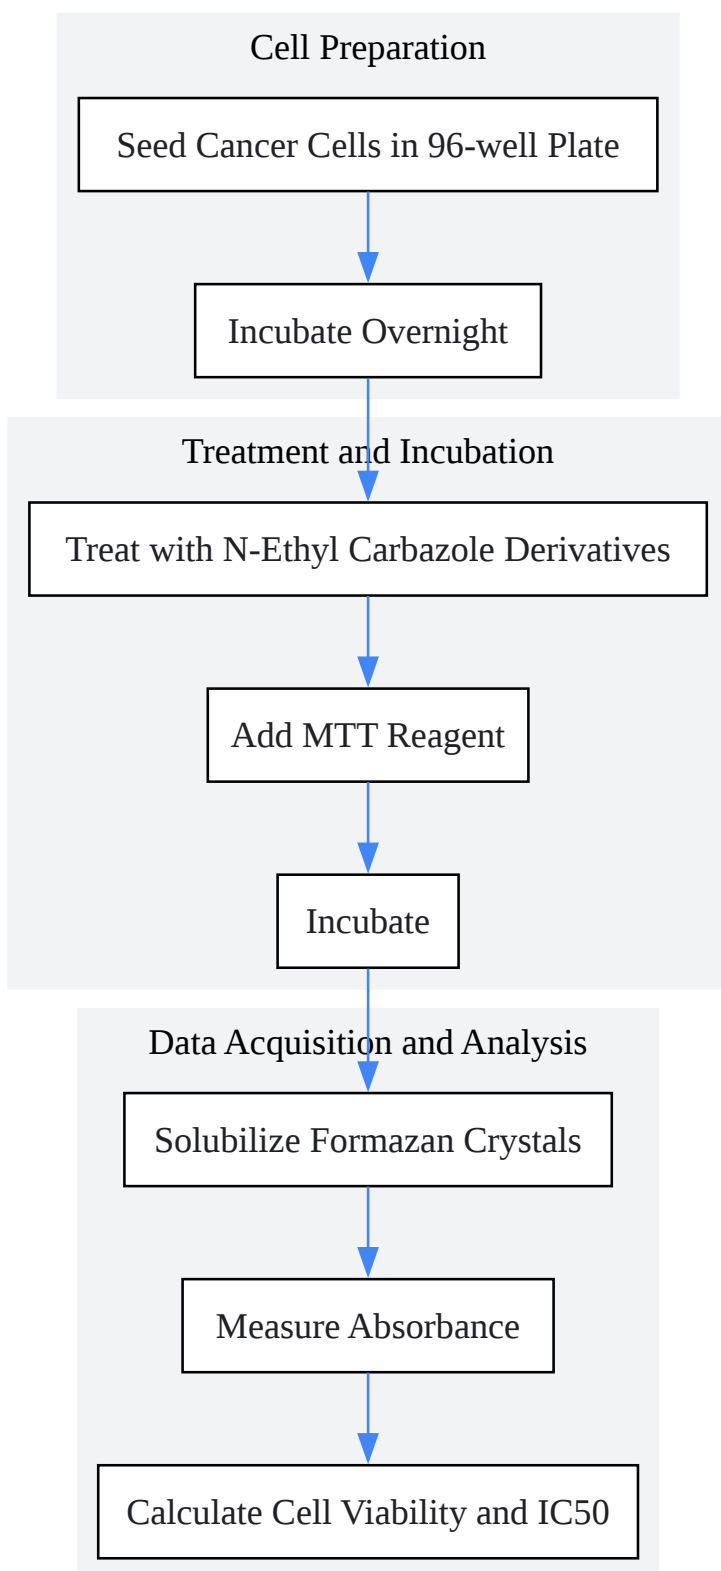 Cell Preparation
Seed Cancer Cells in 96-well Plate
Incubate Overnight
Treatment and Incubation
Treat with N-Ethyl Carbazole Derivatives
Add MTT Reagent
Incubate
Data Acquisition and Analysis
Solubilize Formazan Crystals
Measure Absorbance
Calculate Cell Viability and IC50